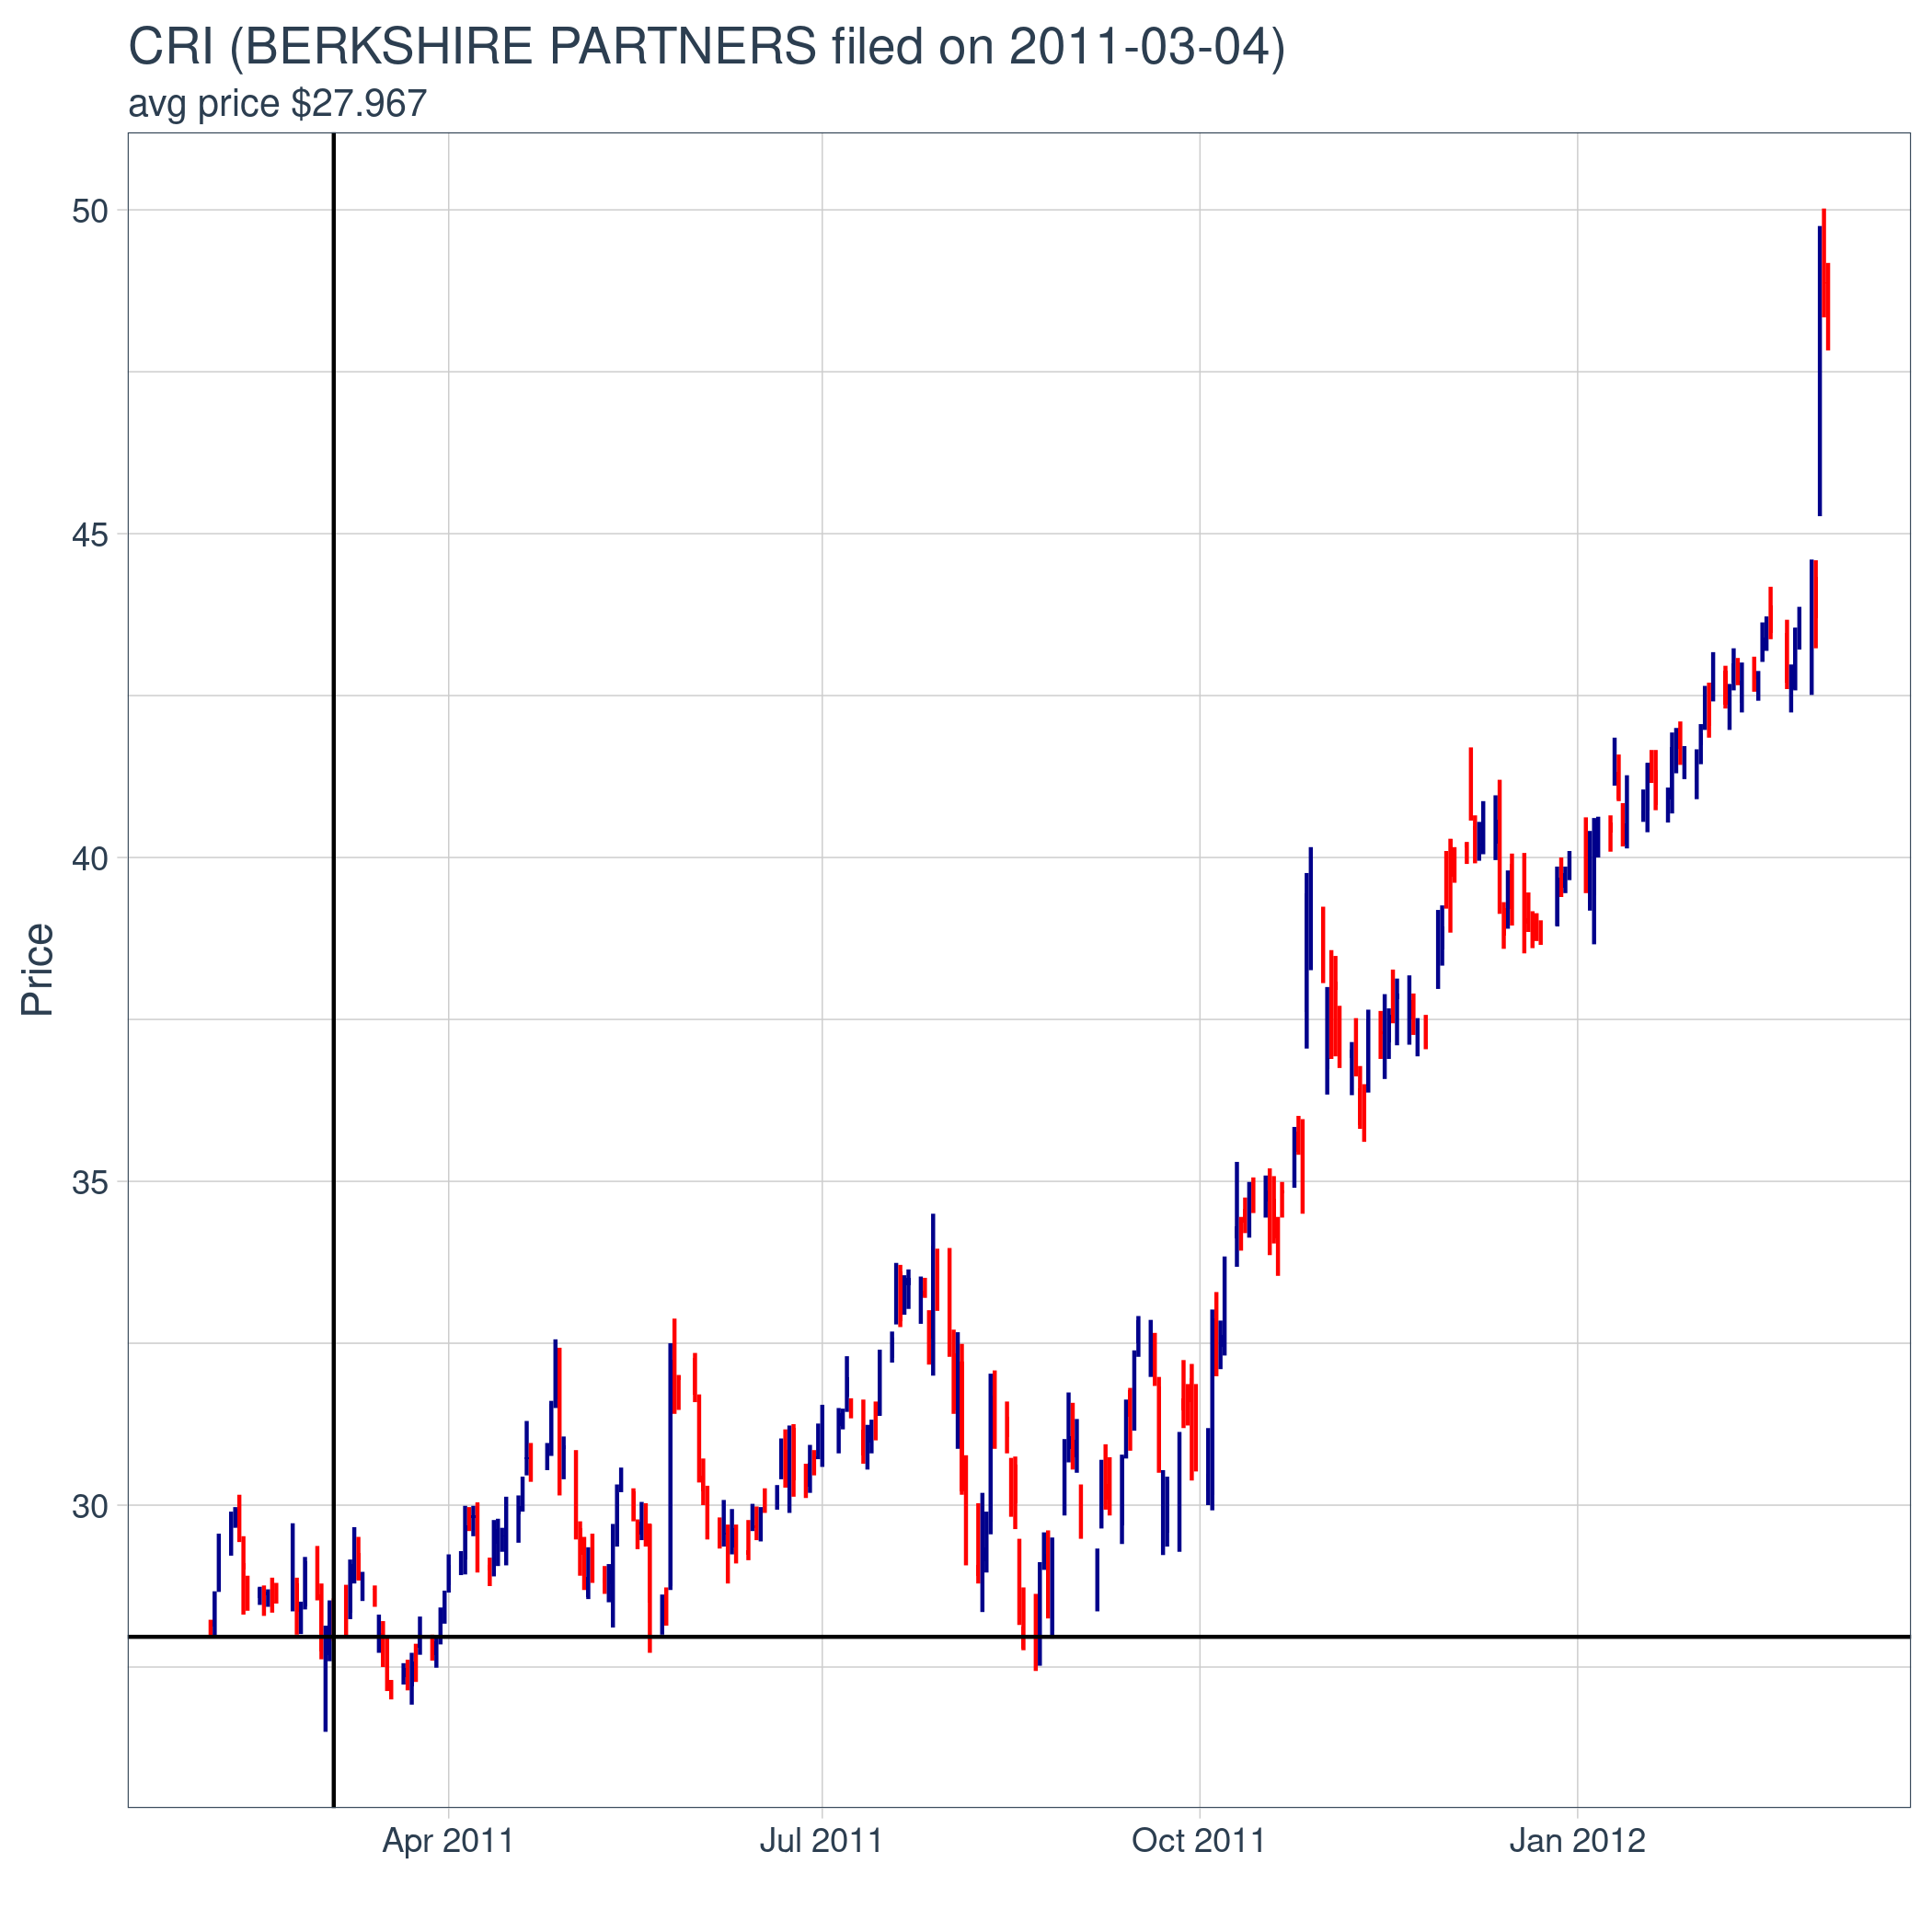 CRI (BERKSHIRE PARTNERS filed on 2011-03-04)
avg price $27.967
50
45
40
35
30
Price
Apr 2011
Jul 2011
Oct 2011
Jan 2012